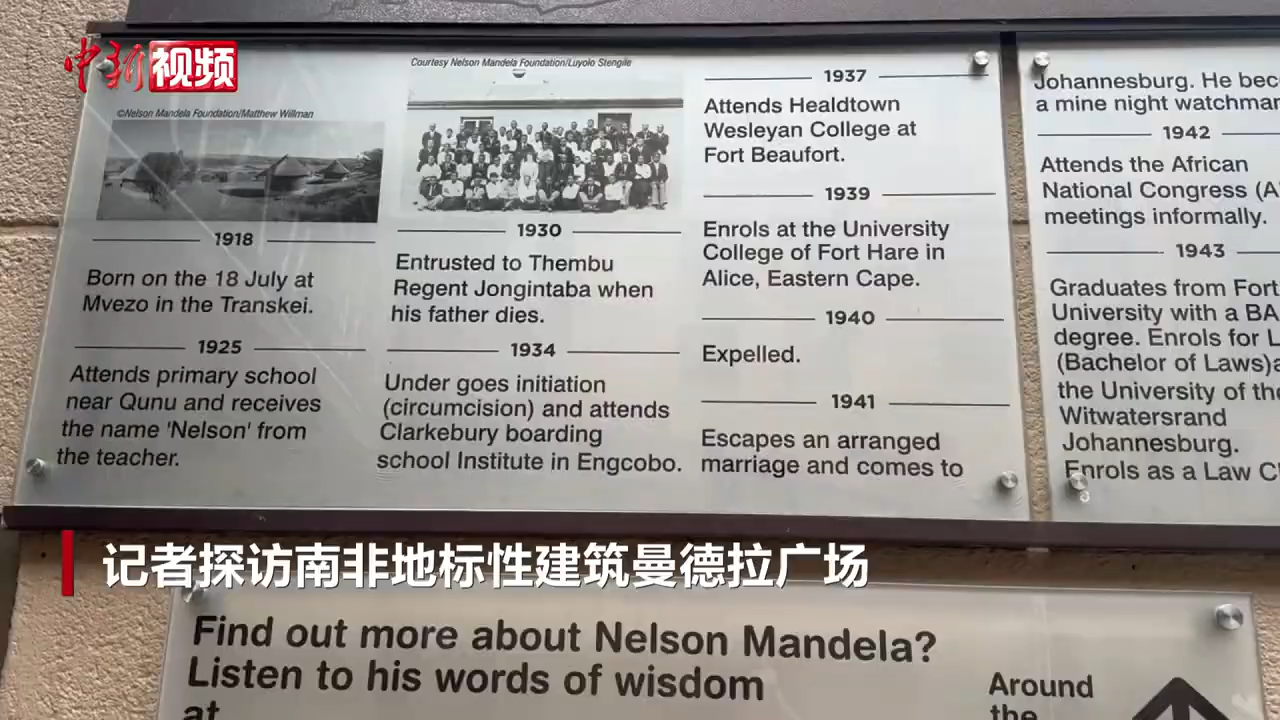 中新视频
©Nelson Mandela Foundation/Matthew Willman
1918
Born on the 18 July at
Mvezo in the Transkei.
1925
Attends primary school
near Qunu and receives
the name 'Nelson' from
the teacher.
Courtesy Nelson Mandela Foundation/Luyolo Stengile
1930
Entrusted to Thembu
Regent Jongintaba when
his father dies.
1934
Under goes initiation
(circumcision) and attends
Clarkebury boarding
school Institute in Engcobo.
1937
Attends Healdtown
Wesleyan College at
Fort Beaufort.
1939
Enrols at the University
College of Fort Hare in
Alice, Eastern Cape.
1940
Expelled.
1941
Escapes an arranged
marriage and comes to
Johannesburg. He bec
a mine night watchman
1942
Attends the African
National Congress (A
meetings informally.
1943
Graduates from Fort
University with a BA
degree. Enrols for L
(Bachelor of Laws)a
the University of the
Witwatersrand
Johannesburg.
Enrols as a Law C
记者探访南非地标性建筑曼德拉广场
Find out more about Nelson Mandela?
Listen to his words of wisdom
at
Around
the